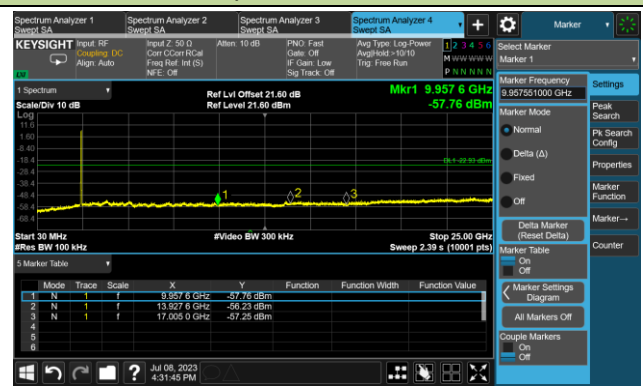 Spectrum Analyzer 1
Swept SA
Spectrum Analyzer 2
Swept SA
Spectrum Analyzer 3
Swept SA
Spectrum Analyzer 4
Swept SA
Marker
KEYSIGHT
Input: RF
Coupling: DC
Align: Auto
Input Z: 50 Ω
Corr CCorr RCal
Freq Ref: Int (S)
NFE: Off
Atten: 10 dB
PNO: Fast
Gate: Off
IF Gain: Low
Sig Track: Off
Avg Type: Log-Power
Avg|Hold:>10/10
Trig: Free Run
1 2 3 4 5 6
M W W W W W
P N N N N N
LXI
Select Marker
Marker 1
1 Spectrum
Scale/Div 10 dB
Ref Lvl Offset 21.60 dB
Ref Level 21.60 dBm
Mkr1 9.957 6 GHz
-57.76 dBm
Log
11.6
1.60
-8.40
-18.4
-28.4
-38.4
-48.4
-58.4
-68.4
DL1 -22.93 dBm
1
2
3
Start 30 MHz
#Res BW 100 kHz
#Video BW 300 kHz
Stop 25.00 GHz
Sweep 2.39 s (10001 pts)
5 Marker Table
Mode Trace Scale X Y Function Function Width Function Value
1 N 1 f 9.957 6 GHz -57.76 dBm
2 N 1 f 13.927 6 GHz -56.23 dBm
3 N 1 f 17.005 0 GHz -57.25 dBm
4
5
6
Marker Frequency
9.957551000 GHz
Marker Mode
Normal
Delta (Δ)
Fixed
Off
Delta Marker
(Reset Delta)
Marker Table
On
Off
Marker Settings
Diagram
All Markers Off
Couple Markers
On
Off
Settings
Peak
Search
Pk Search
Config
Properties
Marker
Function
Marker→
Counter
?
Jul 08, 2023
4:31:45 PM